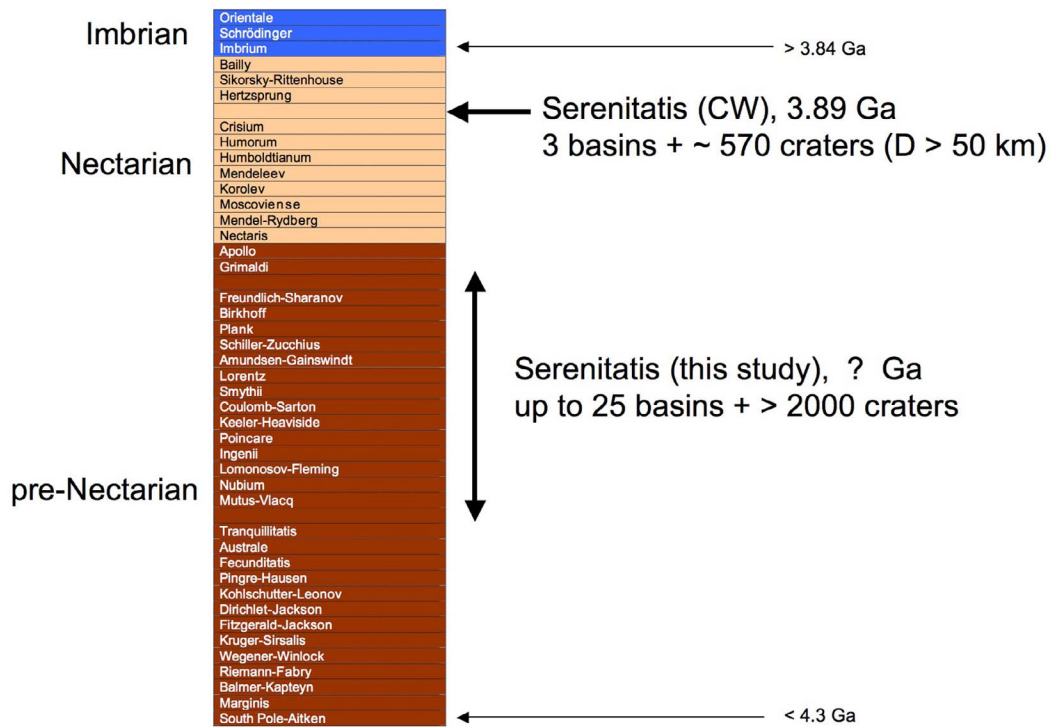 Imbrian
Orientale
Schrödinger
Imbrium
> 3.84 Ga
Bailly
Sikorsky-Rittenhouse
Hertzsprung
Serenitatis (CW), 3.89 Ga
3 basins + ~ 570 craters (D > 50 km)
Nectarian
Crisium
Humorum
Humboldtianum
Mendeleev
Korolev
Moscoviense
Mendel-Rydberg
Nectaris
pre-Nectarian
Apollo
Grimaldi
Freundlich-Sharanov
Birkhoff
Plank
Schiller-Zucchius
Amundsen-Gainswindt
Serenitatis (this study), ? Ga
up to 25 basins + > 2000 craters
Lorentz
Smythii
Coulomb-Sarton
Keeler-Heaviside
Poincare
Ingenii
Lomonosov-Fleming
Nubium
Mutus-Vlacq
Tranquillitatis
Australe
Fecunditatis
Pingre-Hausen
Kohlschutter-Leonov
Dirichlet-Jackson
Fitzgerald-Jackson
Kruger-Sirsalis
Wegener-Winlock
Riemann-Fabry
Balmer-Kapteyn
Marginis
South Pole-Aitken
< 4.3 Ga